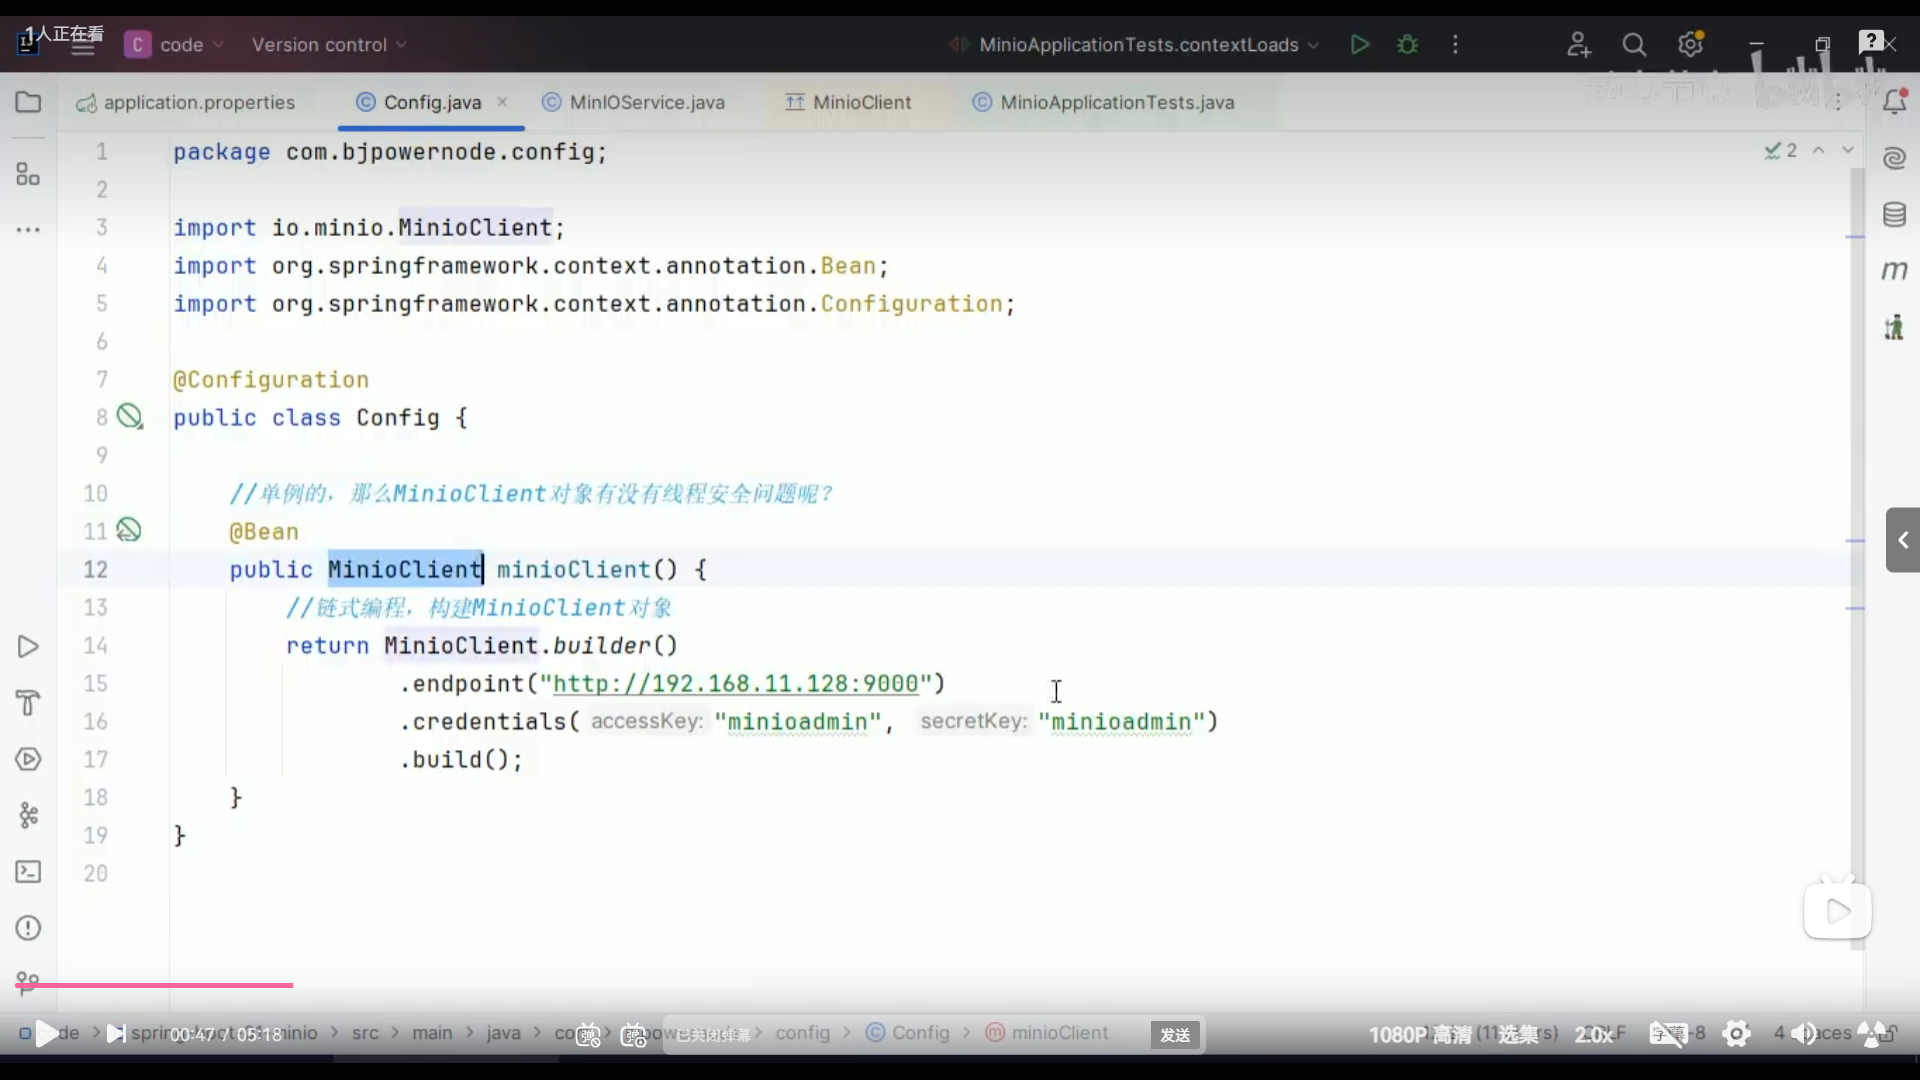 1人正在看
C code Version control MinioApplicationTests.contextLoads
application.properties Config.java MinIOService.java MinioClient MinioApplicationTests.java
1 package com.bjpowernode.config; 2
2
3 import io.minio.MinioClient;
4 import org.springframework.context.annotation.Bean;
5 import org.springframework.context.annotation.Configuration;
6
7 @Configuration
8 public class Config {
9
10 //单例的，那么MinioClient对象有没有线程安全问题呢？
11 @Bean
12 public MinioClient minioClient() {
13 //链式编程，构建MinioClient对象
14 return MinioClient.builder()
15 .endpoint("http://192.168.11.128:9000")
16 .credentials( accessKey: "minioadmin", secretKey: "minioadmin")
17 .build();
18 }
19 }
20
00:47 / 05:18 minio > src > main > java > config > Config > minioClient
已关闭弹幕 发送 1080P 高清 选集 2.0x 字幕